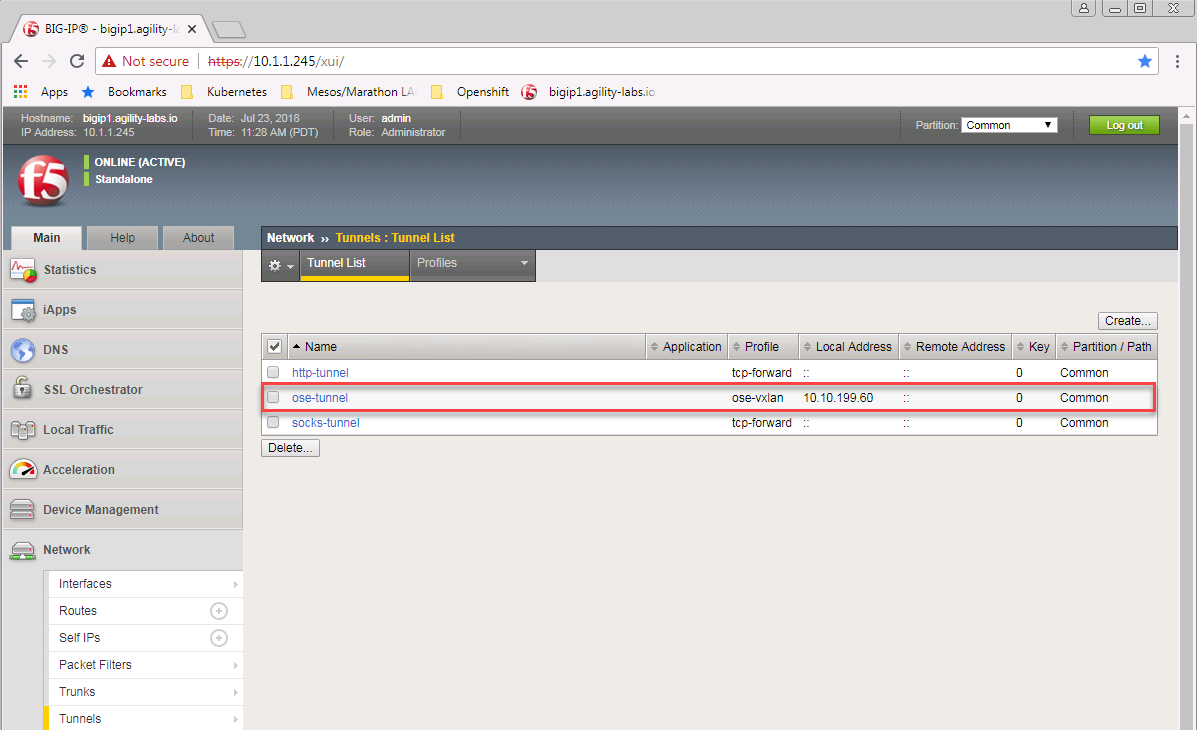 BIG-IP® - bigip1.agility-la
Not secure https://10.1.1.245/xui/
Apps Bookmarks Kubernetes Mesos/Marathon LA Openshift bigip1.agility-labs.io
Hostname: bigip1.agility-labs.io Date: Jul 23, 2018 User: admin
IP Address: 10.1.1.245 Time: 11:28 AM (PDT) Role: Administrator
Partition: Common Log out
f5
ONLINE (ACTIVE)
Standalone
Main Help About
Network ›› Tunnels : Tunnel List
Tunnel List Profiles
Statistics
iApps
DNS
SSL Orchestrator
Local Traffic
Acceleration
Device Management
Network
Interfaces
Routes
Self IPs
Packet Filters
Trunks
Tunnels
Create...
Name Application Profile Local Address Remote Address Key Partition / Path
http-tunnel tcp-forward :: :: 0 Common
ose-tunnel ose-vxlan 10.10.199.60 :: 0 Common
socks-tunnel tcp-forward :: :: 0 Common
Delete...